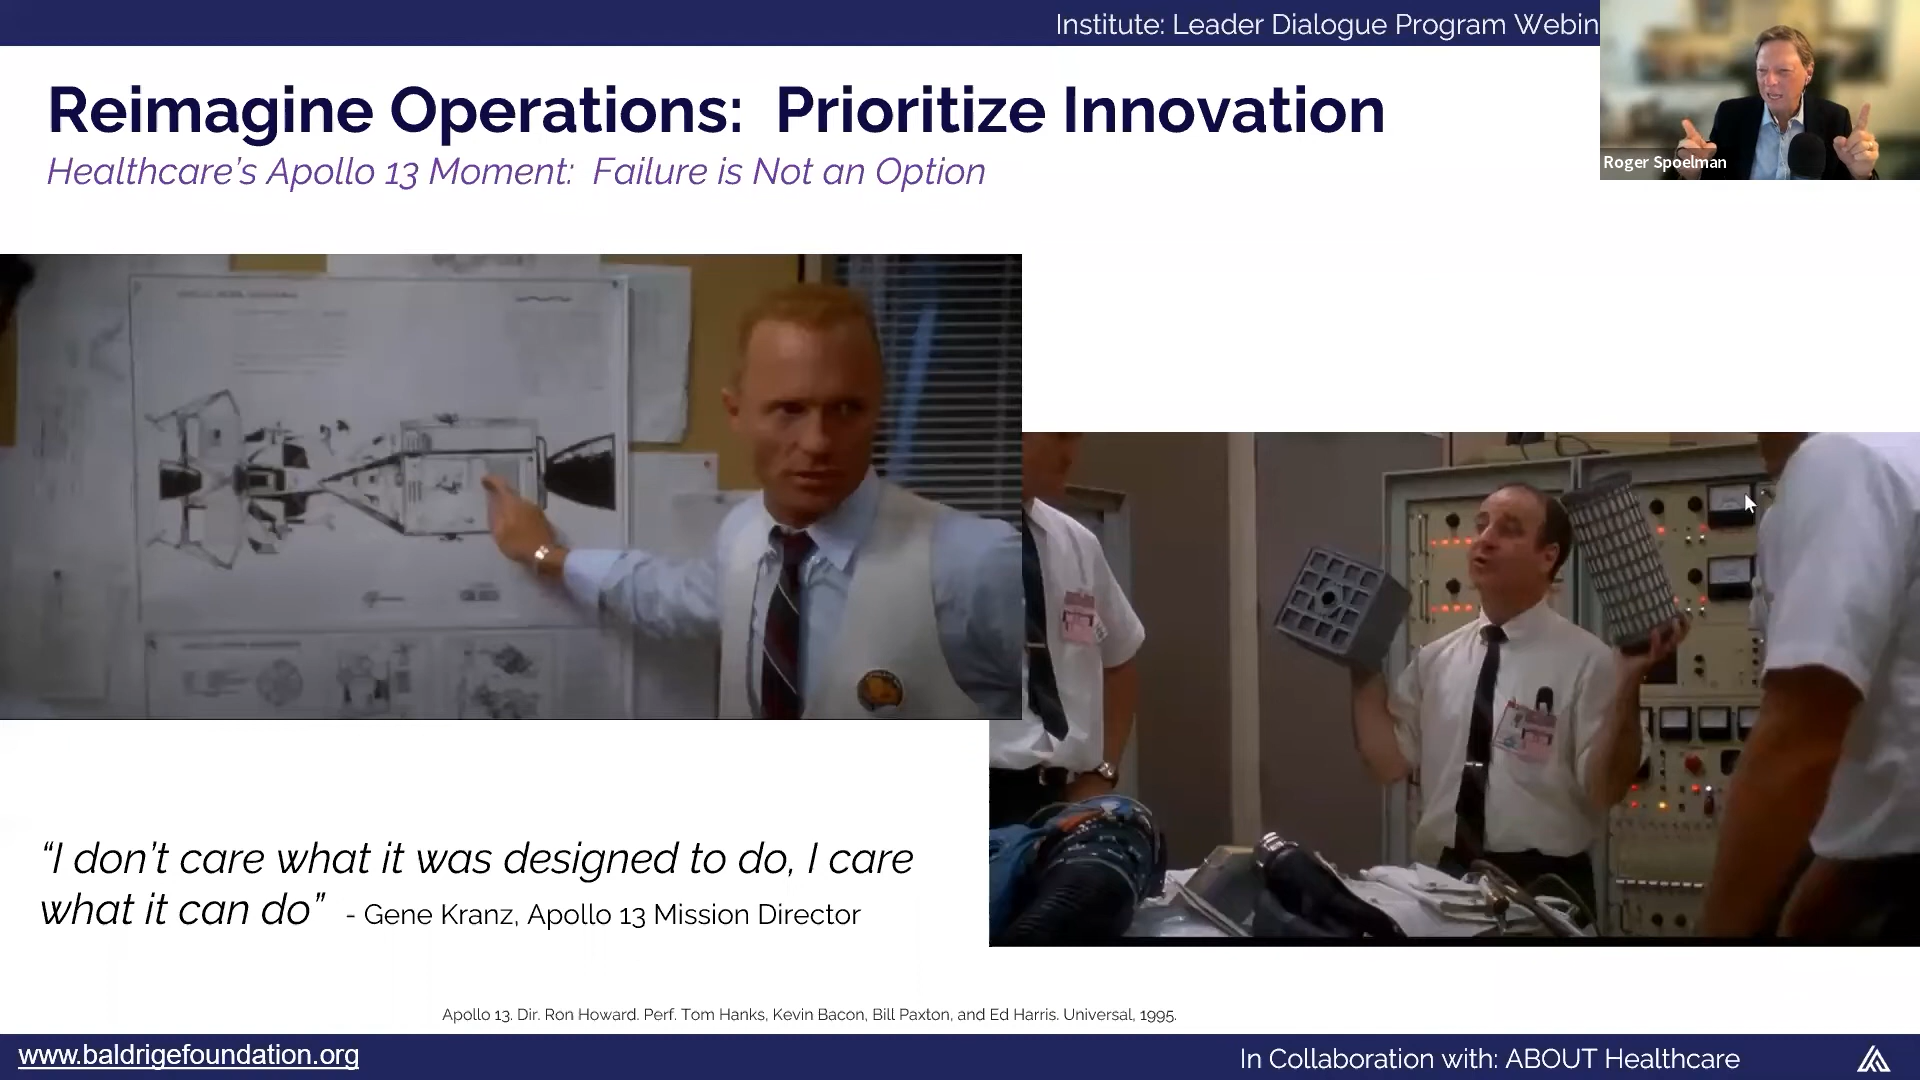 Institute: Leader Dialogue Program Webin
Roger Spoelman
Reimagine Operations: Prioritize Innovation
Healthcare's Apollo 13 Moment: Failure is Not an Option
“I don't care what it was designed to do, I care
what it can do” - Gene Kranz, Apollo 13 Mission Director
Apollo 13. Dir. Ron Howard. Perf. Tom Hanks, Kevin Bacon, Bill Paxton, and Ed Harris. Universal, 1995.
www.baldrigefoundation.org
In Collaboration with: ABOUT Healthcare